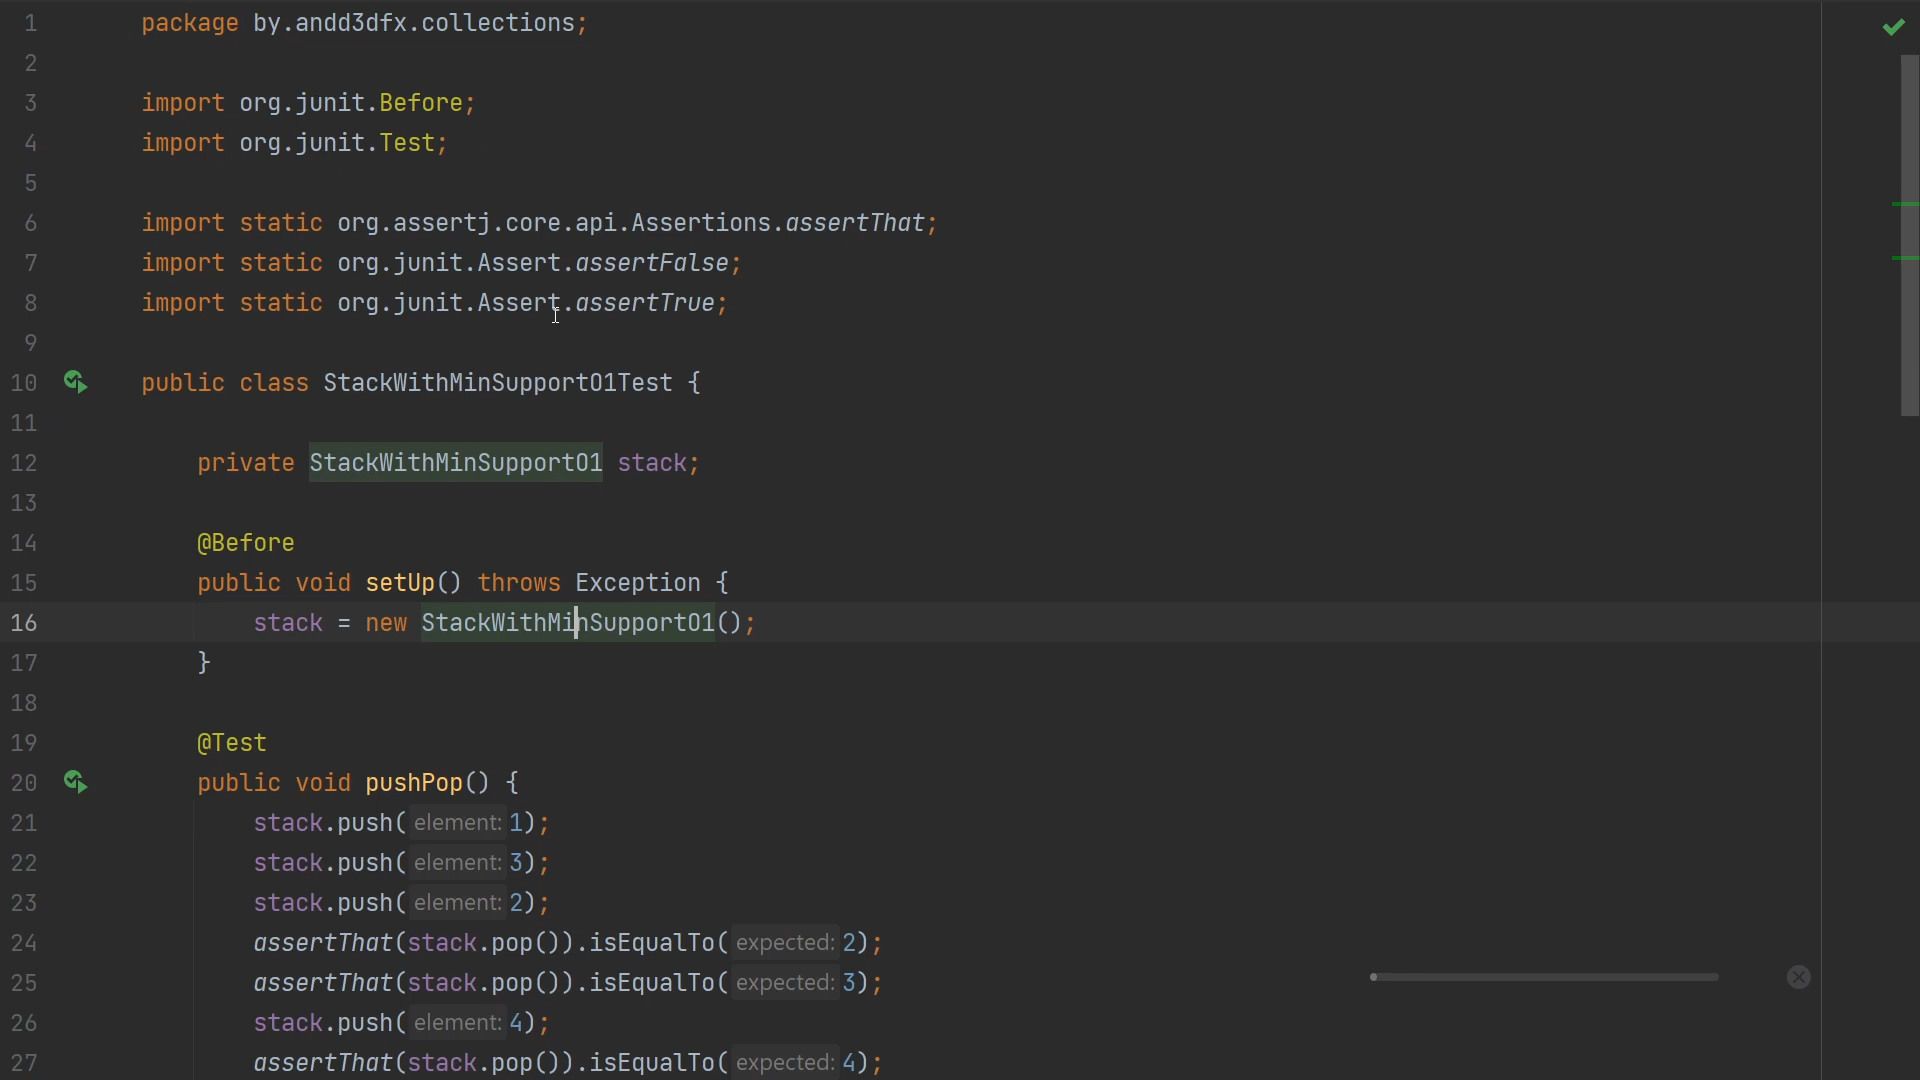 1 package by.andd3dfx.collections;
2
3 import org.junit.Before;
4 import org.junit.Test;
5
6 import static org.assertj.core.api.Assertions.assertThat;
7 import static org.junit.Assert.assertFalse;
8 import static org.junit.Assert.assertTrue;
9
10 public class StackWithMinSupportO1Test {
11
12 private StackWithMinSupportO1 stack;
13
14 @Before
15 public void setUp() throws Exception {
16 stack = new StackWithMinSupportO1();
17 }
18
19 @Test
20 public void pushPop() {
21 stack.push( element: 1);
22 stack.push( element: 3);
23 stack.push( element: 2);
24 assertThat(stack.pop()).isEqualTo( expected: 2);
25 assertThat(stack.pop()).isEqualTo( expected: 3);
26 stack.push( element: 4);
27 assertThat(stack.pop()).isEqualTo( expected: 4);